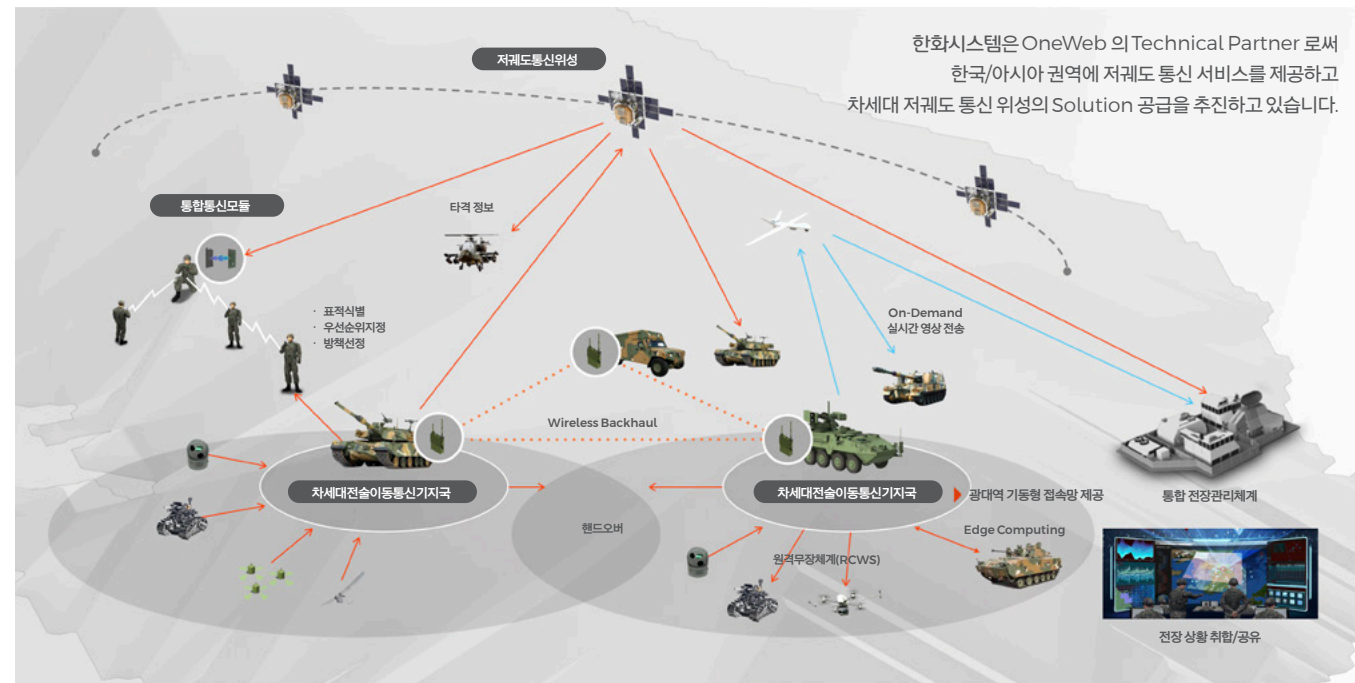 한화시스템은 OneWeb 의 Technical Partner 로써
한국/아시아 권역에 저궤도 통신 서비스를 제공하고
차세대 저궤도 통신 위성의 Solution 공급을 추진하고 있습니다.
저궤도통신위성
통합통신모듈
타격 정보
· 표적식별
· 우선순위지정
· 방책선정
On-Demand
실시간 영상 전송
Wireless Backhaul
차세대전술이동통신기지국
차세대전술이동통신기지국
광대역 기동형 접속망 제공
통합 전장관리체계
핸드오버
Edge Computing
원격무장체계(RCWS)
전장 상황 취합/공유